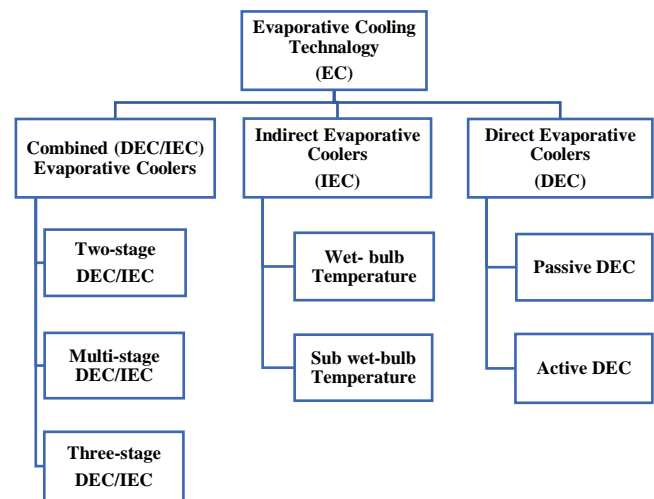 Evaporative Cooling
Technalogy
(EC)
Combined (DEC/IEC)
Evaporative Coolers
Indirect Evaporative
Coolers
(IEC)
Direct Evaporative
Coolers
(DEC)
Two-stage
DEC/IEC
Wet- bulb
Temperature
Passive DEC
Multi-stage
DEC/IEC
Sub wet-bulb
Temperature
Active DEC
Three-stage
DEC/IEC